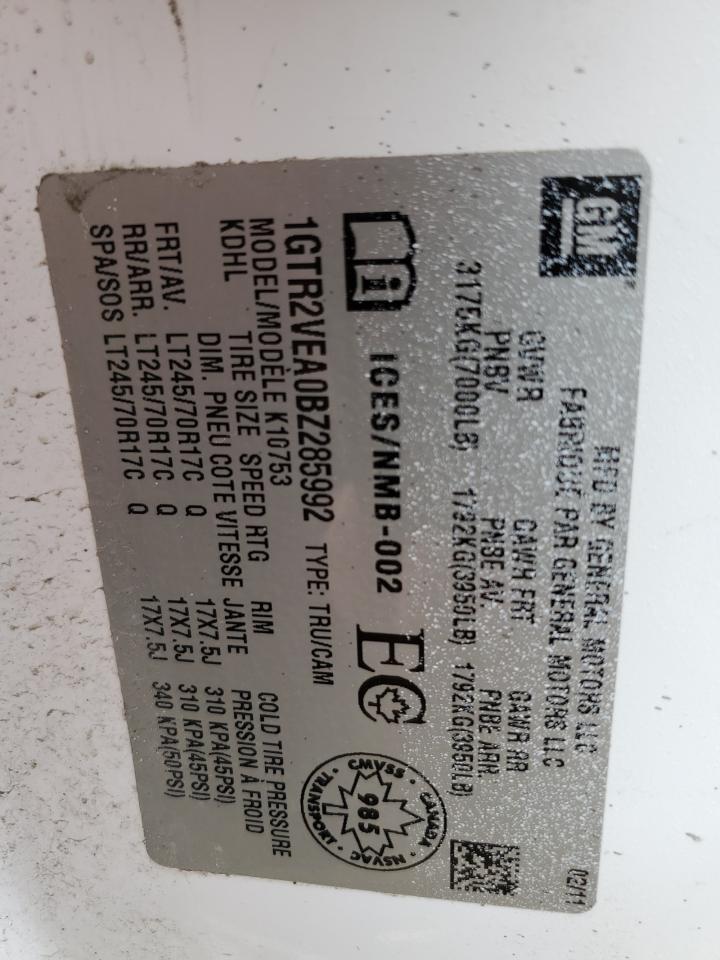 GM
MFD BY GENERAL MOTORS LLC
FABRIQUE PAR GENERAL MOTORS LLC
02/11
GVWR GAWR FRT GAWR RR
PNBV PNBE AV. PNBE ARR.
3175KG(7000LB) 1792KG(3950LB) 1792KG(3950LB)
i ICES/NMB-002 EC
CMVSS · CANADA · NSVAC · TRANSPORT ·
985
1GTR2VEA0BZ285992 TYPE: TRU/CAM
MODEL/MODÈLE K10753
KDHL TIRE SIZE SPEED RTG RIM COLD TIRE PRESSURE
DIM. PNEU COTE VITESSE JANTE PRESSION À FROID
FRT/AV. LT245/70R17C Q 17X7.5J 310 KPA(45PSI)
RR/ARR. LT245/70R17C Q 17X7.5J 310 KPA(45PSI)
SPA/SOS LT245/70R17C Q 17X7.5J 340 KPA(50PSI)